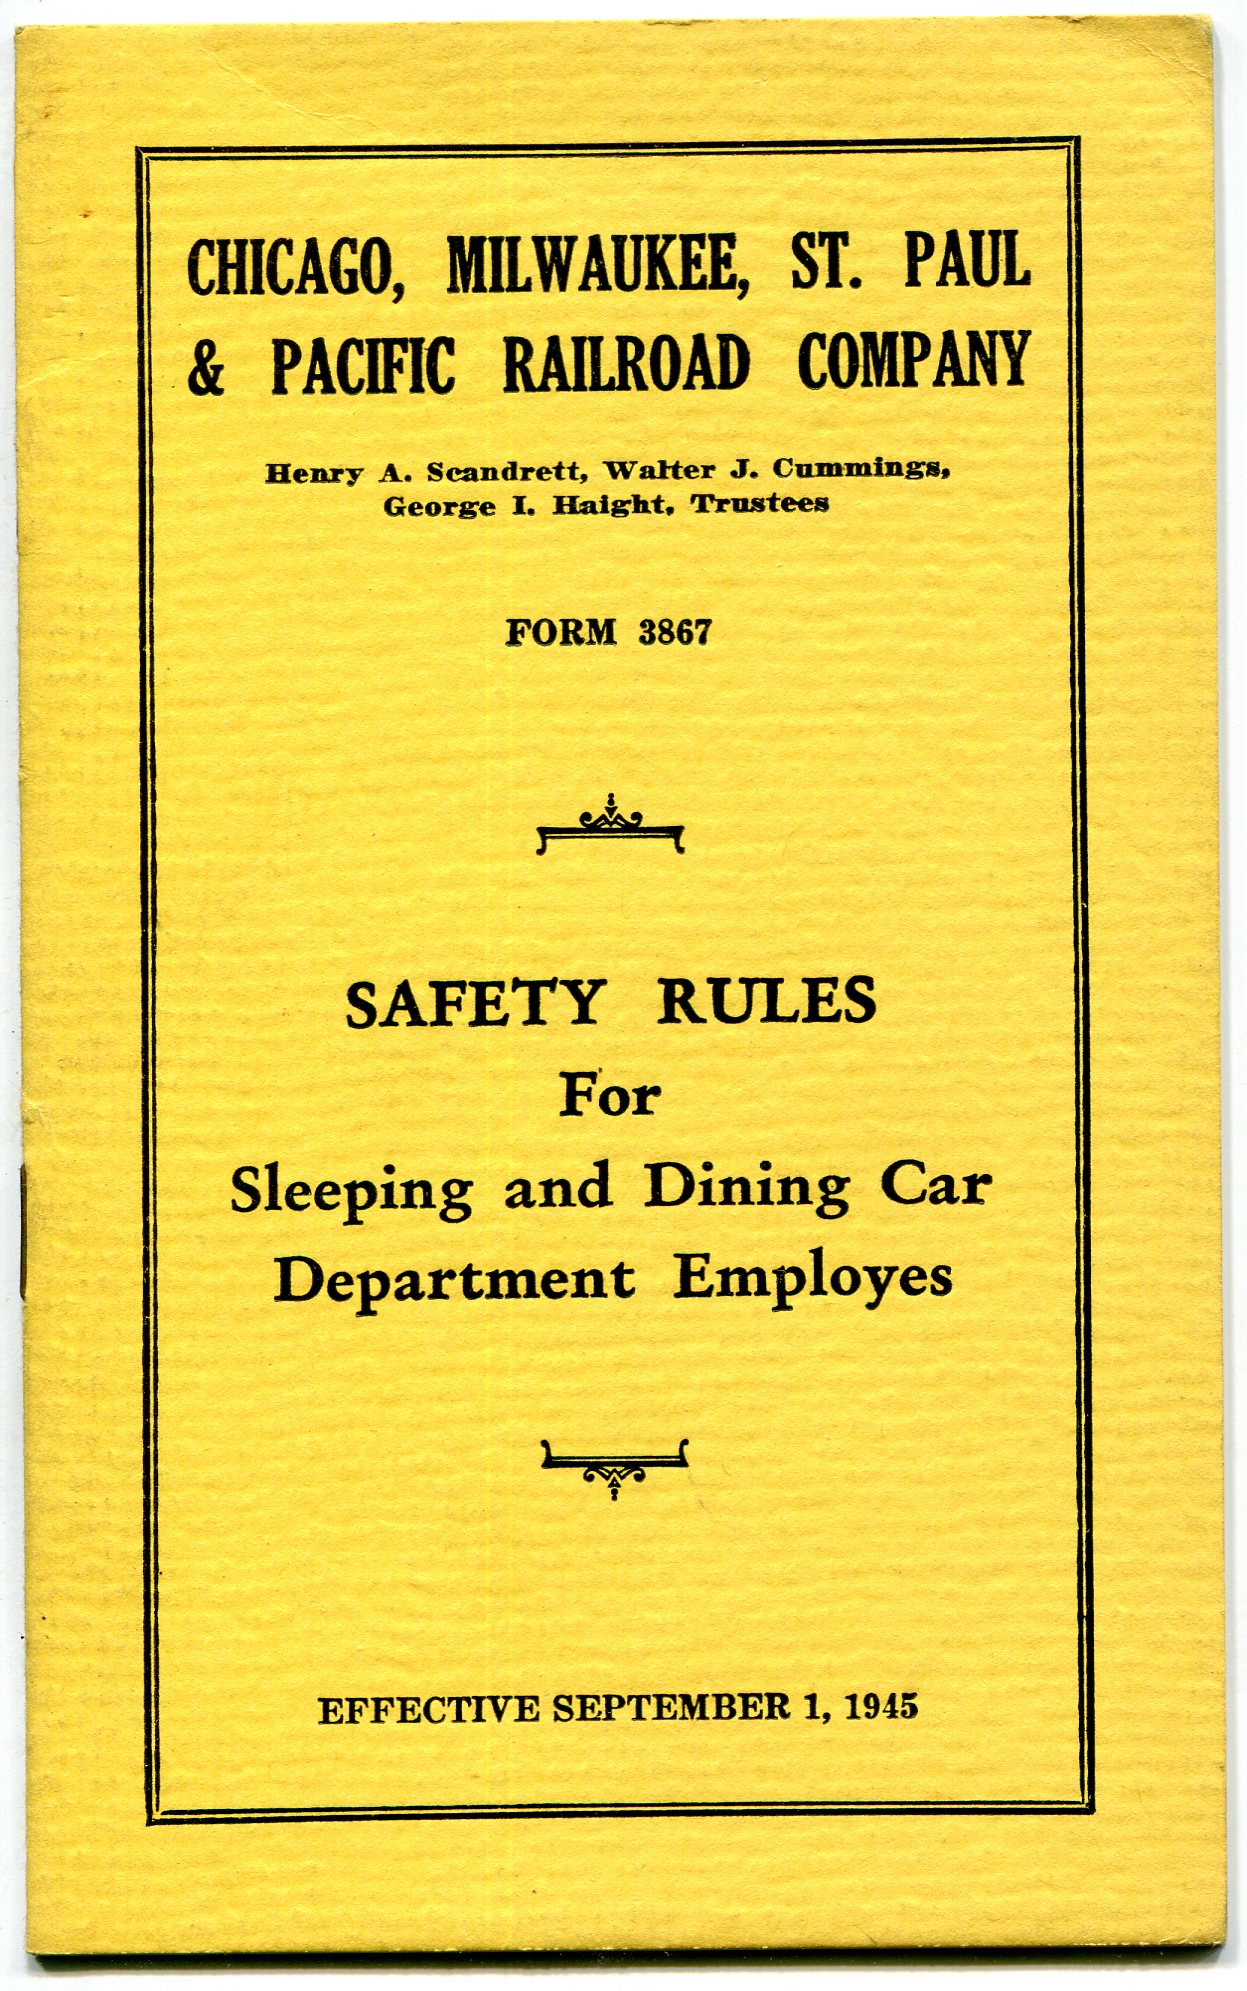 CHICAGO, MILWAUKEE, ST. PAUL
& PACIFIC RAILROAD COMPANY
Henry A. Scandrett, Walter J. Cummings,
George I. Haight, Trustees
FORM 3867
SAFETY RULES
For
Sleeping and Dining Car
Department Employes
EFFECTIVE SEPTEMBER 1, 1945